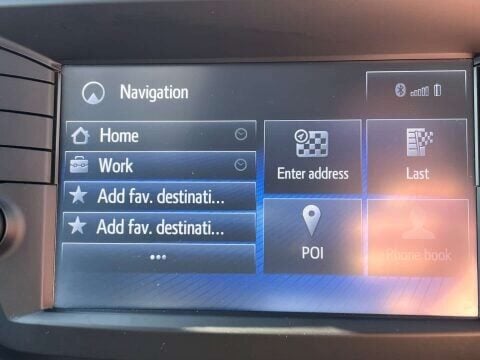 Navigation
Home
Work
Add fav. destinati...
Add fav. destinati...
...
Enter address
Last
POI
Phone book